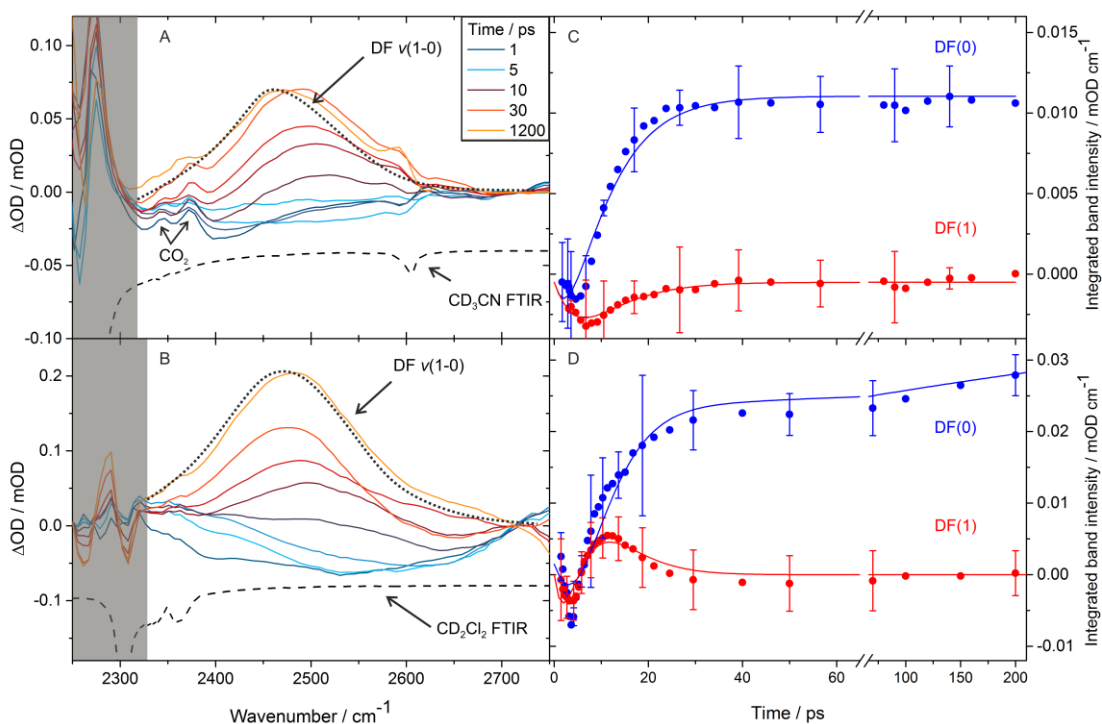 A
DF v(1-0)
Time / ps
1
5
10
30
1200
CO2
CD3CN FTIR
0.10
0.05
0.00
-0.05
-0.10
ΔOD / mOD
B
DF v(1-0)
CD2Cl2 FTIR
0.2
0.1
0.0
-0.1
ΔOD / mOD
2300
2400
2500
2600
2700
Wavenumber / cm-1
C
DF(0)
DF(1)
0.015
0.010
0.005
0.000
Integrated band intensity / mOD cm-1
D
DF(0)
DF(1)
0.03
0.02
0.01
0.00
-0.01
Integrated band intensity / mOD cm-1
0
20
40
60
100
150
200
Time / ps